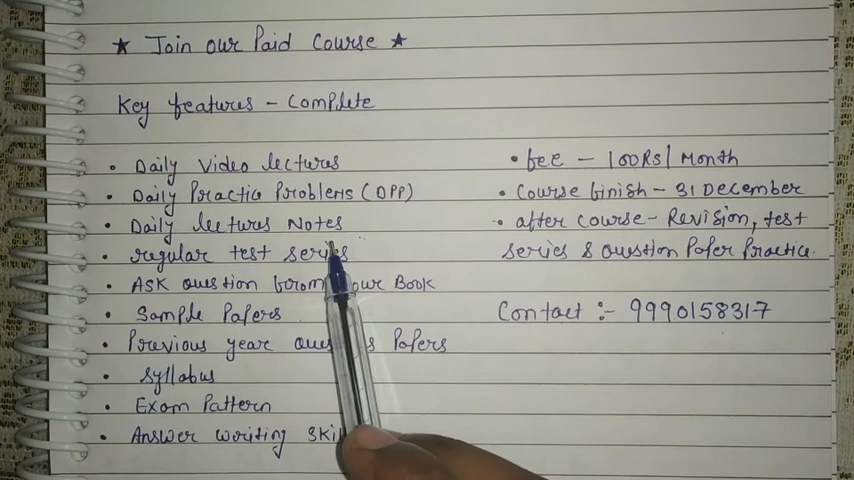 ★ Join our Paid Course ★
Key features - Complete
• Daily Video lectures
• Daily Practice Problems (DPP)
• Daily lectures Notes
• regular test series
• ASK question from your Book
• Sample Papers
• Previous year Papers
• Syllabus
• Exam Pattern
• Answer writing
• fee - 100RS/Month
• Course finish - 31 December
• after course - Revision, test
series & Question Paper Practice.
Contact :- 9990158317